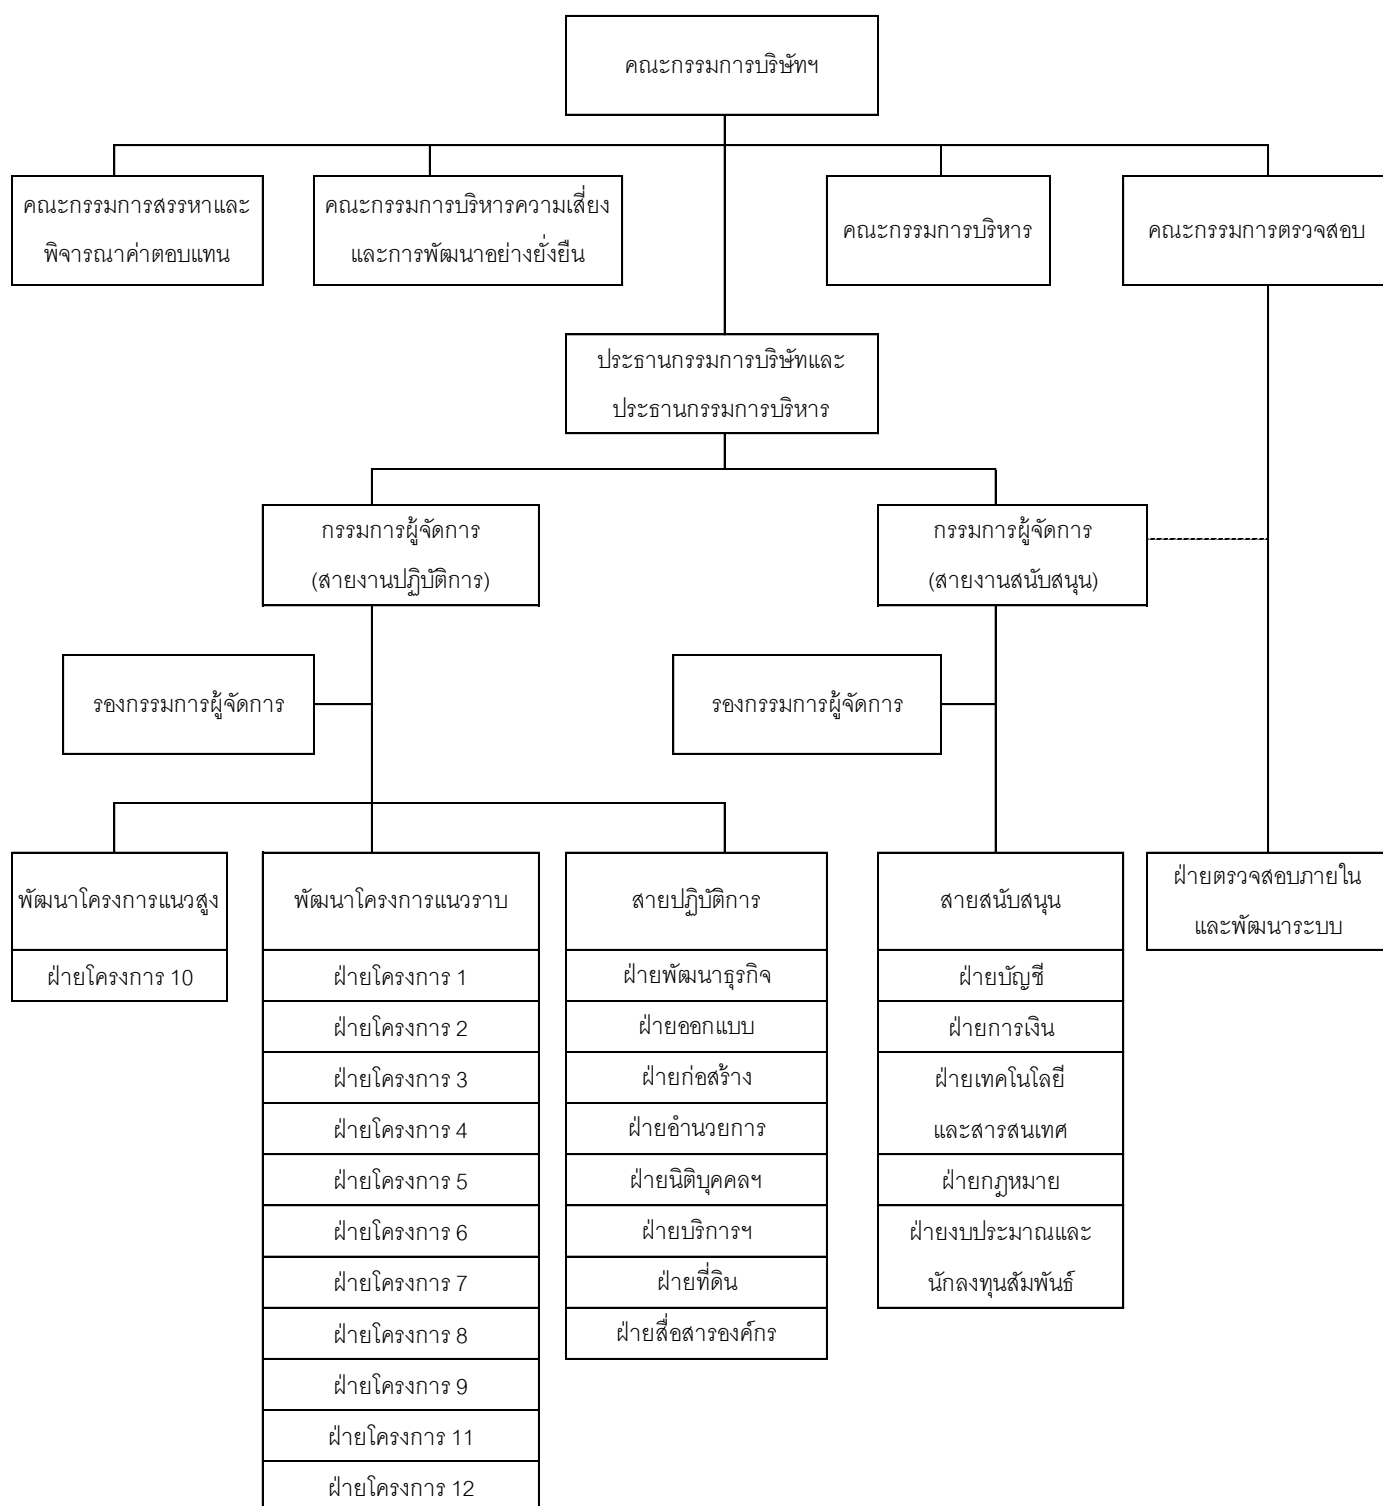 คณะกรรมการบริษัทฯ
คณะกรรมการสรรหาและ
พิจารณาค่าตอบแทน
คณะกรรมการบริหารความเสี่ยง
และการพัฒนาอย่างยั่งยืน
คณะกรรมการบริหาร
คณะกรรมการตรวจสอบ
ประธานกรรมการบริษัทและ
ประธานกรรมการบริหาร
กรรมการผู้จัดการ
(สายงานปฏิบัติการ)
กรรมการผู้จัดการ
(สายงานสนับสนุน)
รองกรรมการผู้จัดการ
รองกรรมการผู้จัดการ
พัฒนาโครงการแนวสูง
ฝ่ายโครงการ 10
พัฒนาโครงการแนวราบ
ฝ่ายโครงการ 1
ฝ่ายโครงการ 2
ฝ่ายโครงการ 3
ฝ่ายโครงการ 4
ฝ่ายโครงการ 5
ฝ่ายโครงการ 6
ฝ่ายโครงการ 7
ฝ่ายโครงการ 8
ฝ่ายโครงการ 9
ฝ่ายโครงการ 11
ฝ่ายโครงการ 12
สายปฏิบัติการ
ฝ่ายพัฒนาธุรกิจ
ฝ่ายออกแบบ
ฝ่ายก่อสร้าง
ฝ่ายอำนวยการ
ฝ่ายนิติบุคคลฯ
ฝ่ายบริการฯ
ฝ่ายที่ดิน
ฝ่ายสื่อสารองค์กร
สายสนับสนุน
ฝ่ายบัญชี
ฝ่ายการเงิน
ฝ่ายเทคโนโลยี
และสารสนเทศ
ฝ่ายกฎหมาย
ฝ่ายงบประมาณและ
นักลงทุนสัมพันธ์
ฝ่ายตรวจสอบภายใน
และพัฒนาระบบ